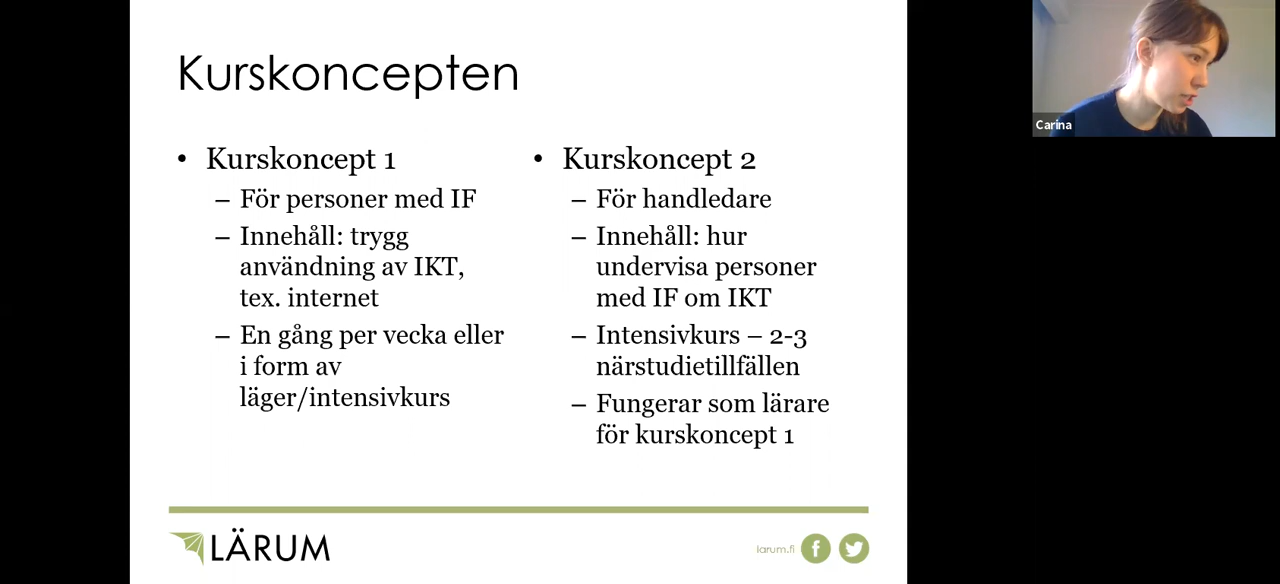 Kurskoncepten
• Kurskoncept 1
– För personer med IF
– Innehåll: trygg
användning av IKT,
tex. internet
– En gång per vecka eller
i form av
läger/intensivkurs
• Kurskoncept 2
– För handledare
– Innehåll: hur
undervisa personer
med IF om IKT
– Intensivkurs – 2-3
närstudietillfällen
– Fungerar som lärare
för kurskoncept 1
LÄRUM
larum.fi
Carina